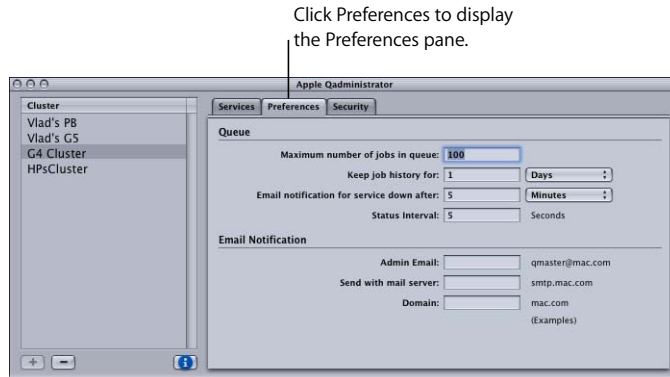 Click Preferences to display
the Preferences pane.
Apple Qadministrator
Cluster
Vlad's PB
Vlad's G5
G4 Cluster
HPsCluster
Services Preferences Security
Queue
Maximum number of jobs in queue: 100
Keep job history for: 1 Days
Email notification for service down after: 5 Minutes
Status Interval: 5 Seconds
Email Notification
Admin Email: qmaster@mac.com
Send with mail server: smtp.mac.com
Domain: mac.com
(Examples)